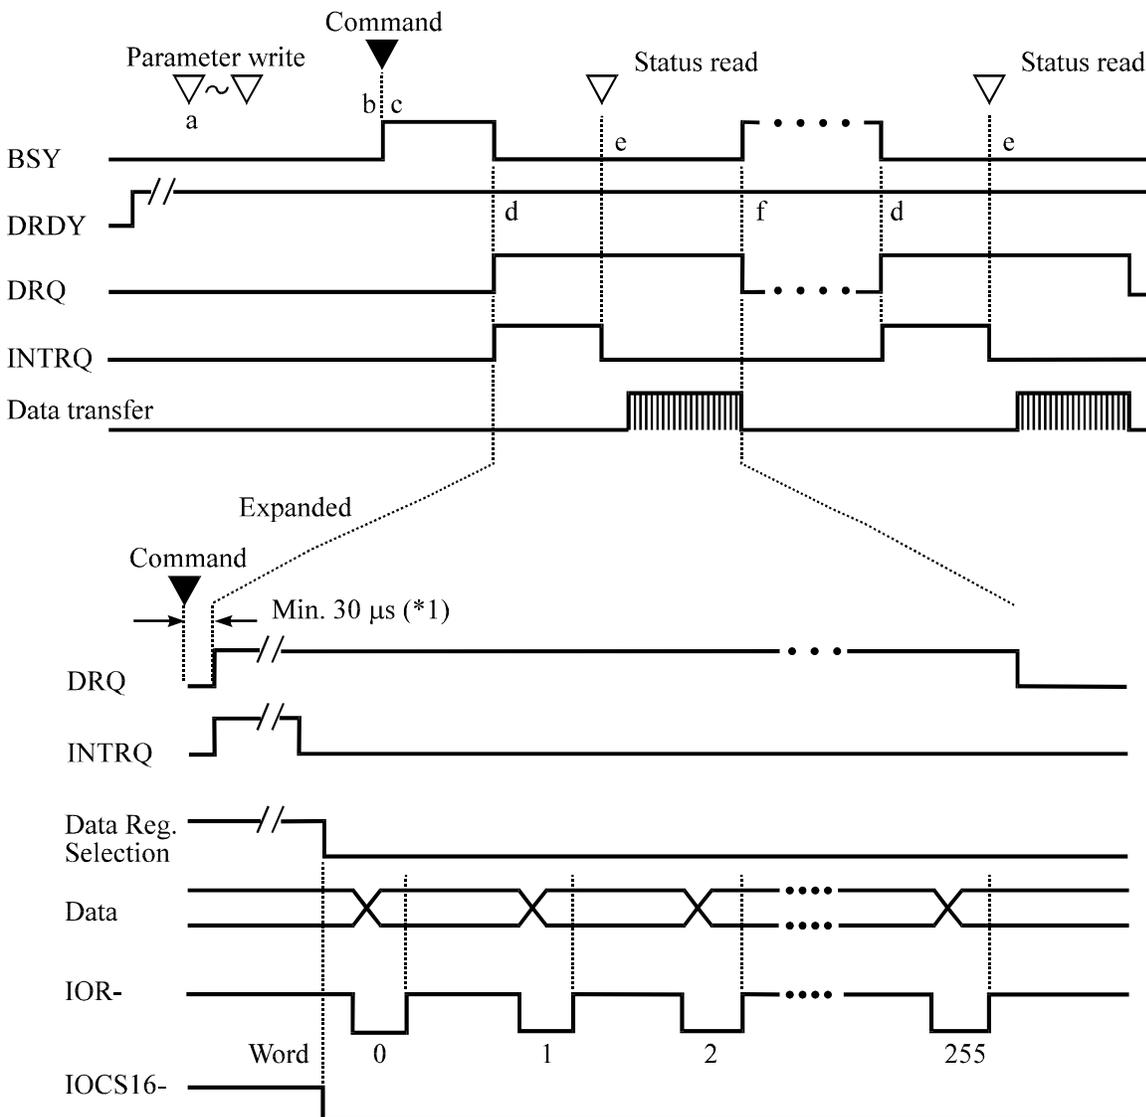 Command
Parameter write
Status read
Status read
a
b
c
e
e
BSY
d
f
d
DRDY
DRQ
INTRQ
Data transfer
Expanded
Command
Min. 30 μs (*1)
DRQ
INTRQ
Data Reg.
Selection
Data
IOR-
Word 0 1 2 255
IOCS16-